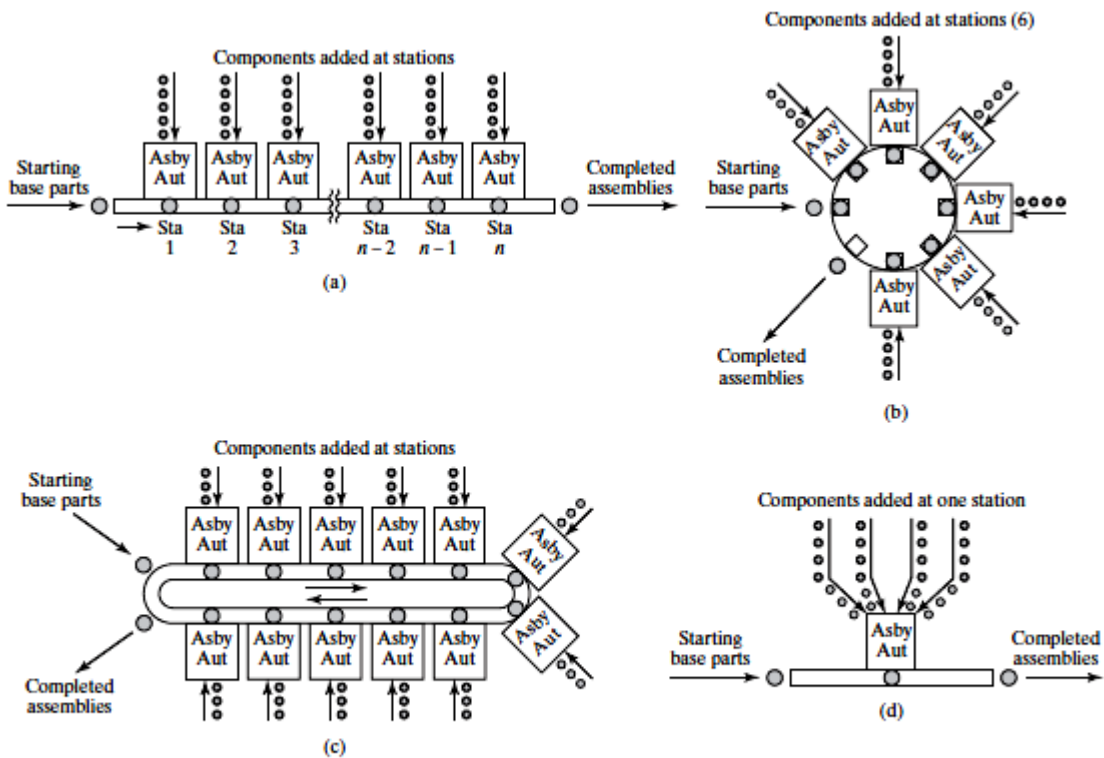 Components added at stations
Asby
Aut
Asby
Aut
Asby
Aut
Asby
Aut
Asby
Aut
Asby
Aut
Starting
base parts
Completed
assemblies
Sta
1
Sta
2
Sta
3
Sta
n – 2
Sta
n – 1
Sta
n
(a)
Components added at stations (6)
Asby
Aut
Asby
Aut
Asby
Aut
Starting
base parts
Asby
Aut
Asby
Aut
Asby
Aut
Completed
assemblies
(b)
Components added at stations
Starting
base parts
Asby
Aut
Asby
Aut
Asby
Aut
Asby
Aut
Asby
Aut
Asby
Aut
Asby
Aut
Asby
Aut
Asby
Aut
Asby
Aut
Asby
Aut
Asby
Aut
Completed
assemblies
(c)
Components added at one station
Asby
Aut
Starting
base parts
Completed
assemblies
(d)